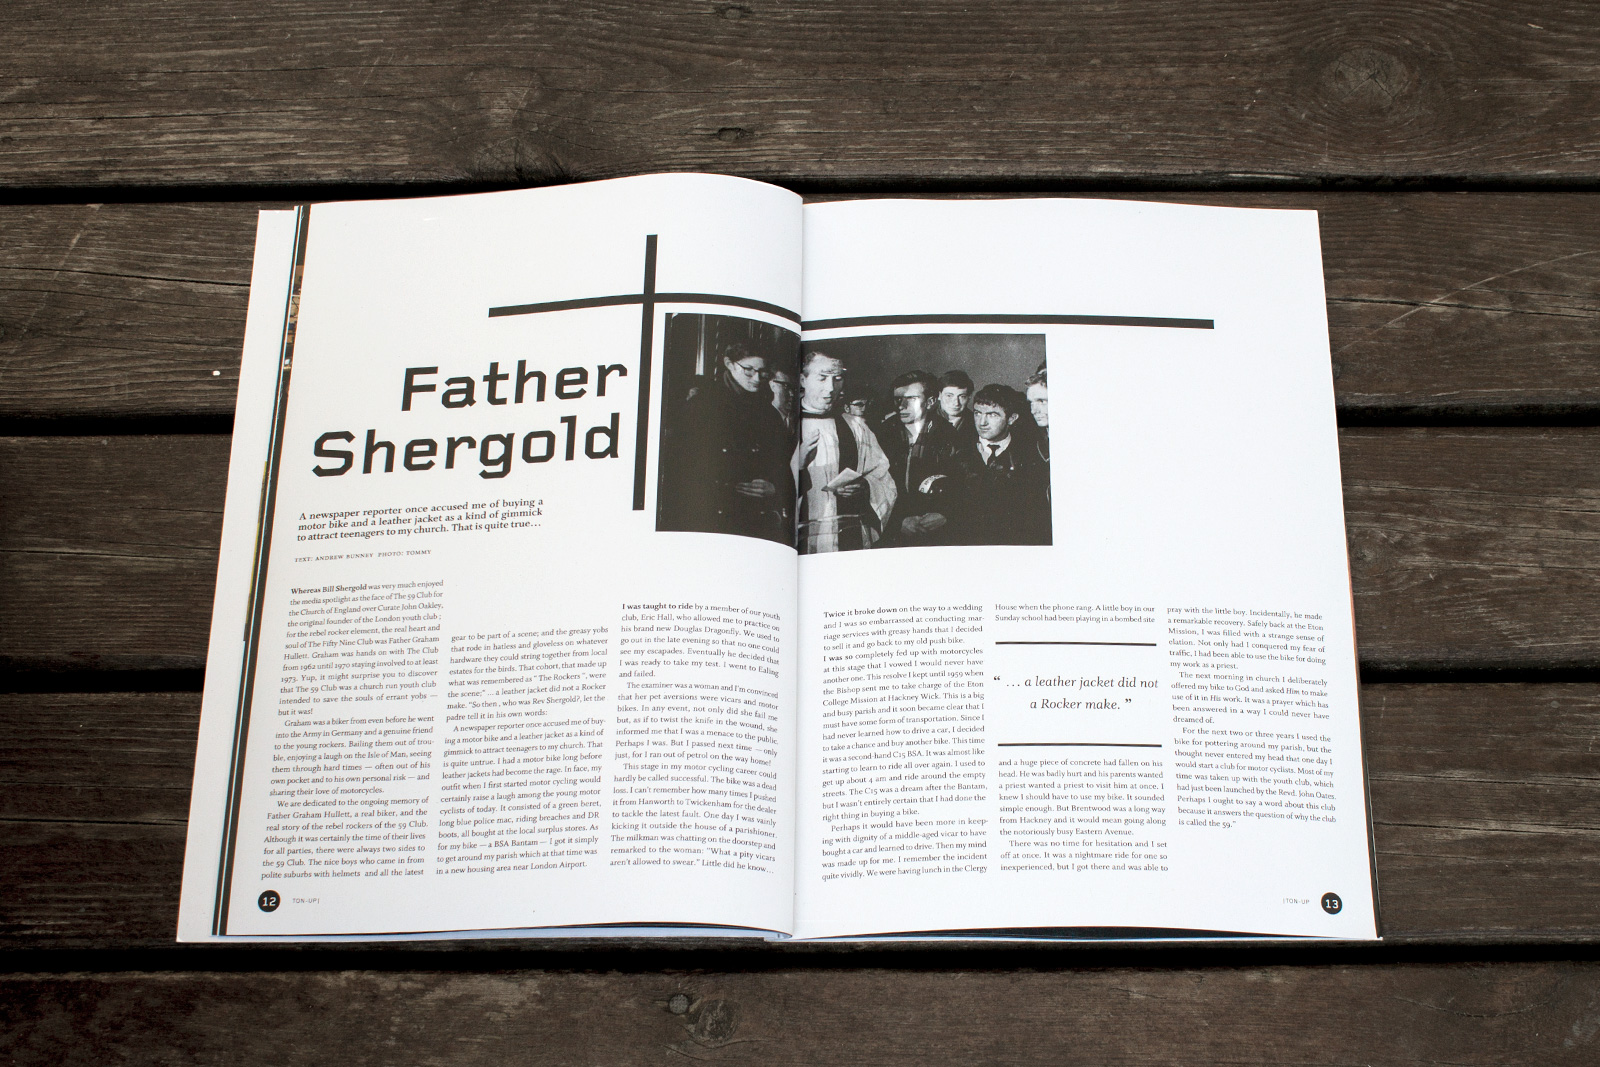 Father
Shergold
A newspaper reporter once accused me of buying a
motor bike and a leather jacket as a kind of gimmick
to attract teenagers to my church. That is quite true...
TEXT: ANDREW RUNNEY PHOTO: TOMMY
Whereas Bill Shergold was very much enjoyed
the media spotlight as the face of The 59 Club for
the Church of England over Curate John Oakley,
the original founder of the London youth club ;
for the rebel rocker element, the real heart and
soul of The Fifty Nine Club was Father Graham
Hullett. Graham was hands on with The Club
from 1962 until 1970 staying involved to at least
1973. Yup, it might surprise you to discover
that The 59 Club was a church run youth club
intended to save the souls of errant yobs —
but it was!
Graham was a biker from even before he went
into the Army in Germany and a genuine friend
to the young rockers. Bailing them out of trou-
ble, enjoying a laugh on the Isle of Man, seeing
them through hard times — often out of his
own pocket and to his own personal risk — and
sharing their love of motorcycles.
We are dedicated to the ongoing memory of
Father Graham Hullett, a real biker, and the
real story of the rebel rockers of the 59 Club.
Although it was certainly the time of their lives
for all parties, there were always two sides to
the 59 Club. The nice boys who came in from
polite suburbs with helmets and all the latest
gear to be part of a scene; and the greasy yobs
that rode in hatless and gloveless on whatever
hardware they could string together from local
estates for the birds. That cohort, that made up
what was remembered as "The Rockers", were
the scene;" ... a leather jacket did not a Rocker
make. "So then , who was Rev Shergold?, let the
padre tell it in his own words:
A newspaper reporter once accused me of buy-
ing a motor bike and a leather jacket as a kind of
gimmick to attract teenagers to my church. That
is quite untrue. I had a motor bike long before
leather jackets had become the rage. In face, my
outfit when I first started motor cycling would
certainly raise a laugh among the young motor
cyclists of today. It consisted of a green beret,
long blue police mac, riding breaches and DR
boots, all bought at the local surplus stores. As
for my bike — a BSA Bantam — I got it simply
to get around my parish which at that time was
in a new housing area near London Airport.
I was taught to ride by a member of our youth
club, Eric Hall, who allowed me to practice on
his brand new Douglas Dragonfly. We used to
go out in the late evening so that no one could
see my escapades. Eventually he decided that
I was ready to take my test. I went to Ealing
and failed.
The examiner was a woman and I'm convinced
that her pet aversions were vicars and motor
bikes. In any event, not only did she fail me
but, as if to twist the knife in the wound, she
informed me that I was a menace to the public.
Perhaps I was. But I passed next time — only
just, for I ran out of petrol on the way home!
This stage in my motor cycling career could
hardly be called successful. The bike was a dead
loss. I can't remember how many times I pushed
it from Hanworth to Twickenham for the dealer
to tackle the latest fault. One day I was vainly
kicking it outside the house of a parishioner.
The milkman was chatting on the doorstep and
remarked to the woman: "What a pity vicars
aren't allowed to swear." Little did he know...
12 TON-UP|
Twice it broke down on the way to a wedding
and I was so embarrassed at conducting mar-
riage services with greasy hands that I decided
to sell it and go back to my old push bike.
I was so completely fed up with motorcycles
at this stage that I vowed I would never have
another one. This resolve I kept until 1959 when
the Bishop sent me to take charge of the Eton
College Mission at Hackney Wick. This is a big
and busy parish and it soon became clear that I
must have some form of transportation. Since I
had never learned how to drive a car, I decided
to take a chance and buy another bike. This time
it was a second-hand C15 BSA. It was almost like
starting to learn to ride all over again. I used to
get up about 4 am and ride around the empty
streets. The C15 was a dream after the Bantam,
but I wasn't entirely certain that I had done the
right thing in buying a bike.
Perhaps it would have been more in keep-
ing with dignity of a middle-aged vicar to have
bought a car and learned to drive. Then my mind
was made up for me. I remember the incident
quite vividly. We were having lunch in the Clergy
House when the phone rang. A little boy in our
Sunday school had been playing in a bombed site
“ ... a leather jacket did not
a Rocker make. ”
and a huge piece of concrete had fallen on his
head. He was badly hurt and his parents wanted
a priest wanted a priest to visit him at once. I
knew I should have to use my bike. It sounded
simple enough. But Brentwood was a long way
from Hackney and it would mean going along
the notoriously busy Eastern Avenue.
There was no time for hesitation and I set
off at once. It was a nightmare ride for one so
inexperienced, but I got there and was able to
pray with the little boy. Incidentally, he made
a remarkable recovery. Safely back at the Eton
Mission, I was filled with a strange sense of
elation. Not only had I conquered my fear of
traffic, I had been able to use the bike for doing
my work as a priest.
The next morning in church I deliberately
offered my bike to God and asked Him to make
use of it in His work. It was a prayer which has
been answered in a way I could never have
dreamed of.
For the next two or three years I used the
bike for pottering around my parish, but the
thought never entered my head that one day I
would start a club for motor cyclists. Most of my
time was taken up with the youth club, which
had just been launched by the Revd. John Oates.
Perhaps I ought to say a word about this club
because it answers the question of why the club
is called the 59."
|TON-UP 13